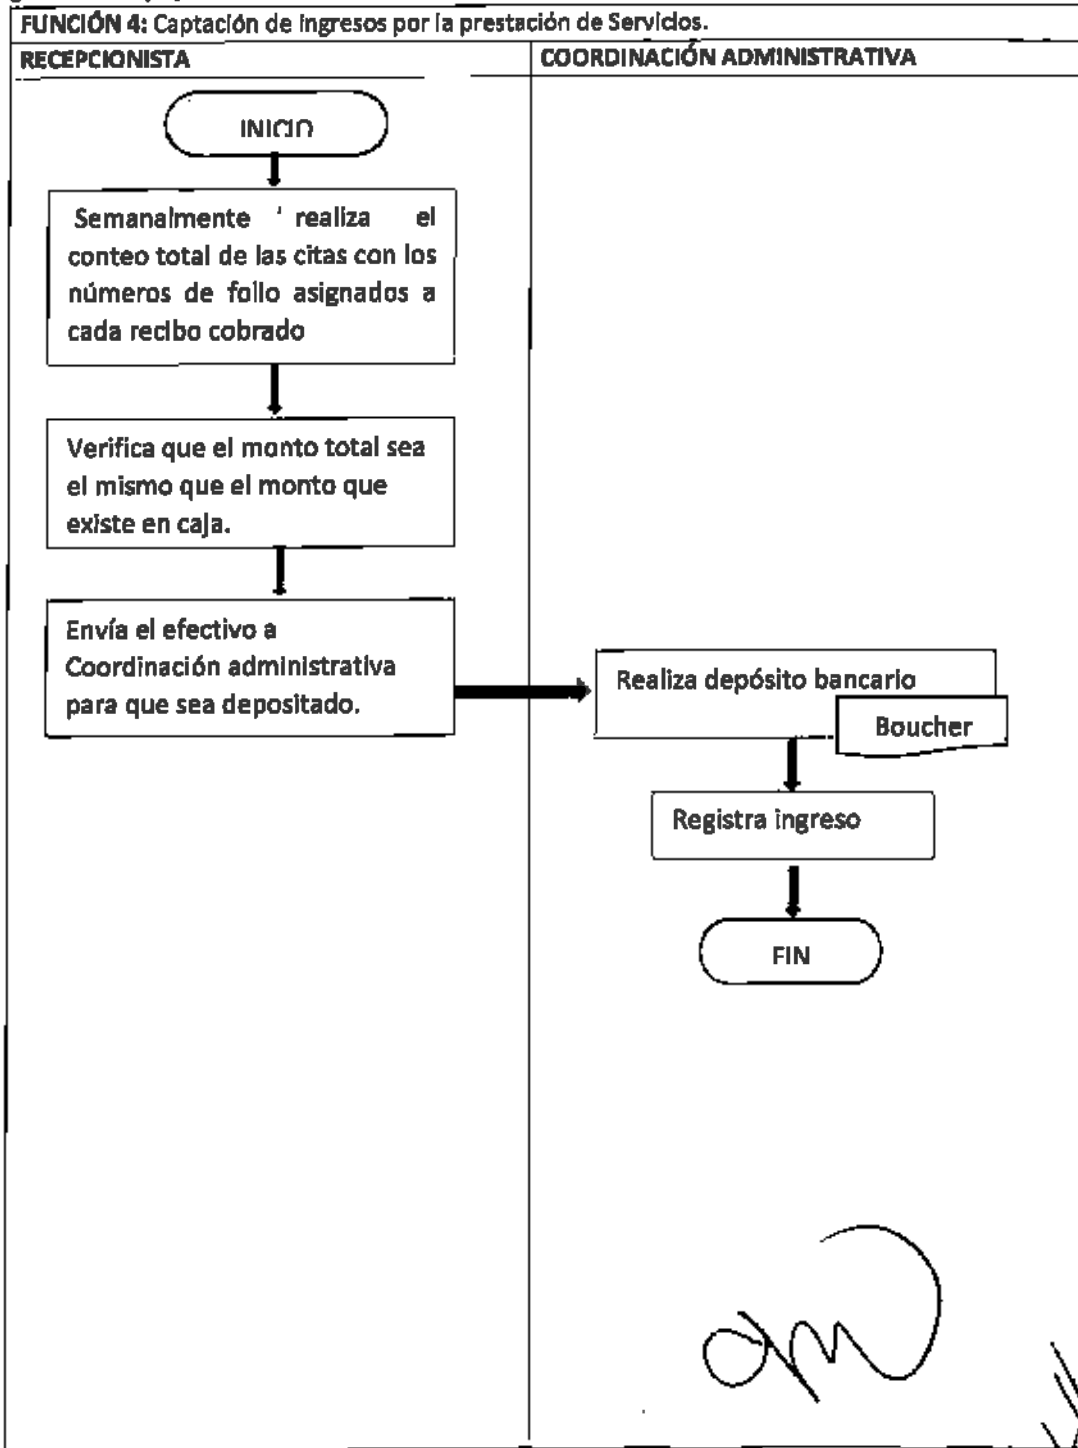 FUNCIÓN 4: Captación de ingresos por la prestación de Servicios.
RECEPCIONISTA
COORDINACIÓN ADMINISTRATIVA
INICIO
Semanalmente realiza el
conteo total de las citas con los
números de folio asignados a
cada recibo cobrado
Verifica que el monto total sea
el mismo que el monto que
existe en caja.
Envía el efectivo a
Coordinación administrativa
para que sea depositado.
Realiza depósito bancario
Boucher
Registra ingreso
FIN